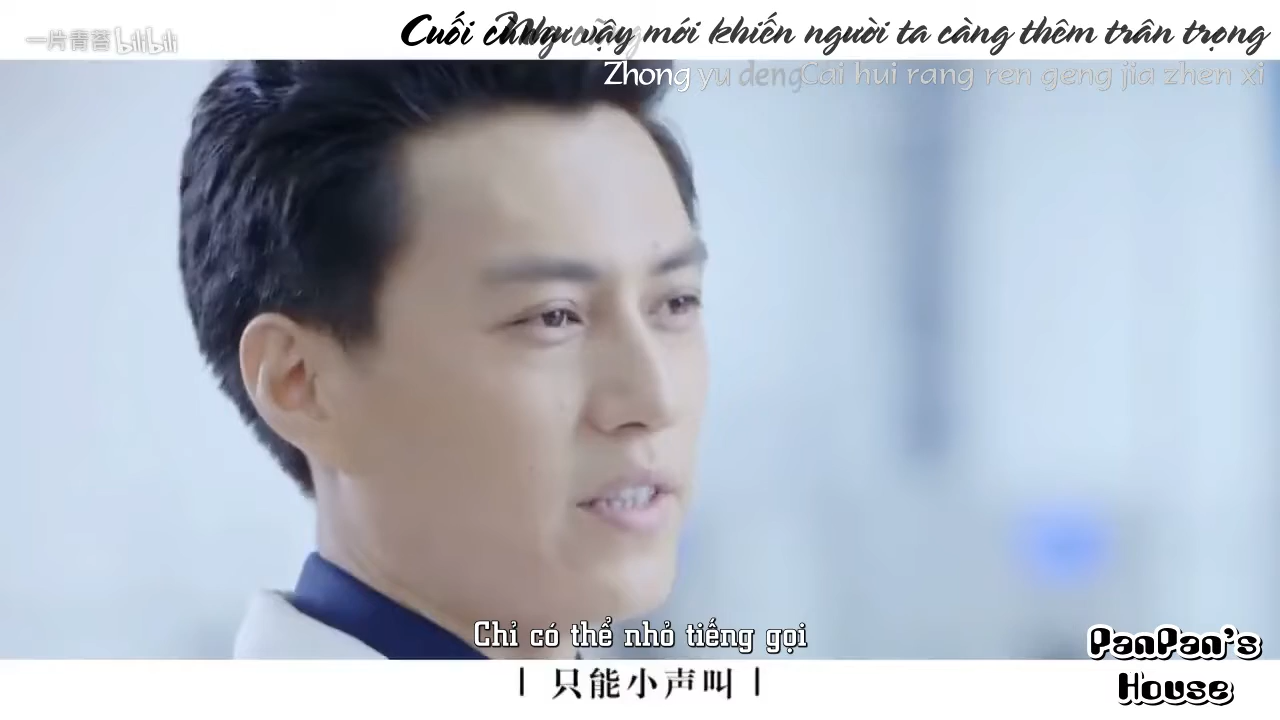 一片青苔 bilibili
Cuối cùng Như vậy mới khiến người ta càng thêm trân trọng
Zhong yu deng Cai hui rang ren geng jia zhen xi
Chỉ có thể nhỏ tiếng gọi
| 只能小声叫 |
PanPan's
House